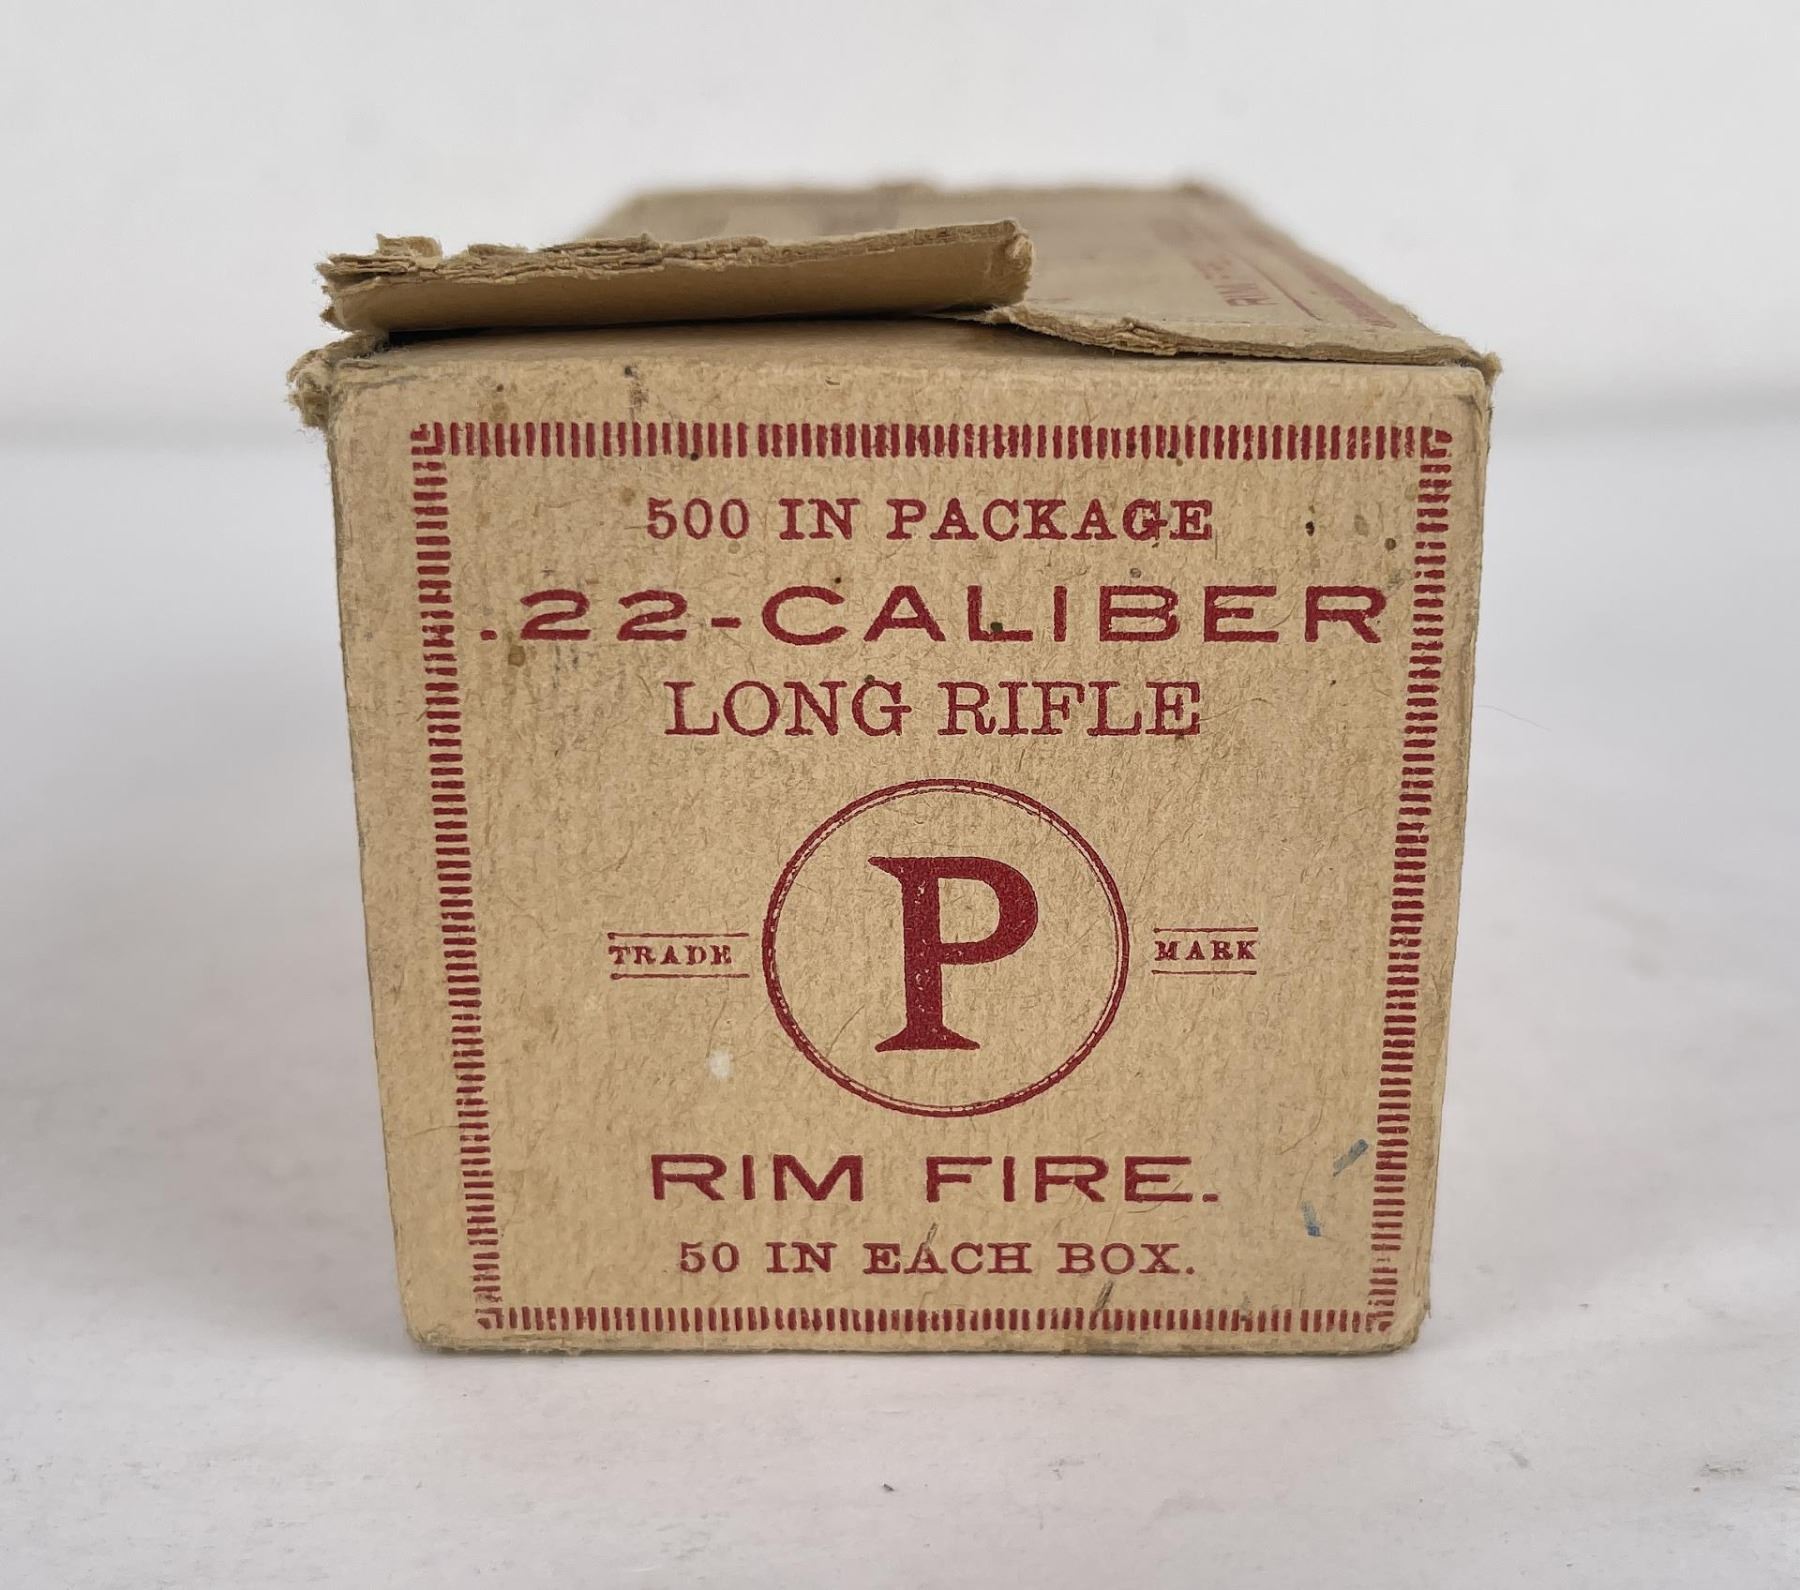 500 IN PACKAGE
.22-CALIBER
LONG RIFLE
TRADE P MARK
RIM FIRE.
50 IN EACH BOX.